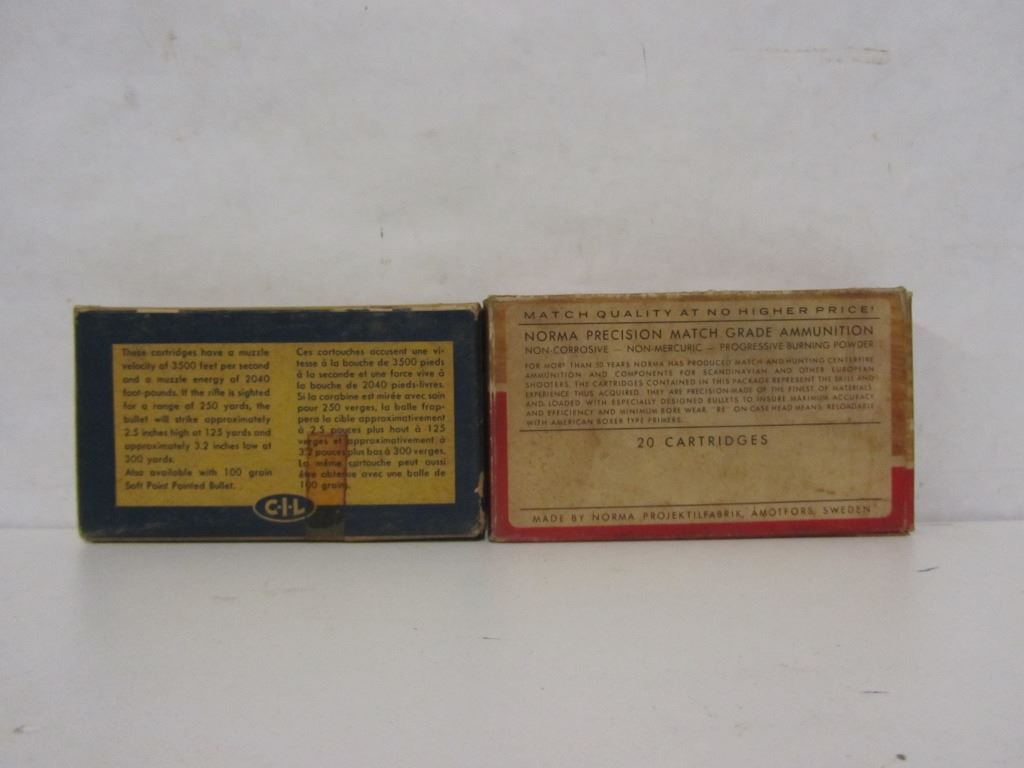 These cartridges have a muzzle
velocity of 3500 feet per second
and a muzzle energy of 2040
foot-pounds. If the rifle is sighted
for a range of 250 yards, the
bullet will strike approximately
2.5 inches high at 125 yards and
approximately 3.2 inches low at
300 yards.
Also available with 100 grain
Soft Point Pointed Bullet.
Ces cartouches accusent une vi-
tesse à la bouche de 3500 pieds
à la seconde et une force vive à
la bouche de 2040 pieds-livres.
Si la carabine est mirée avec soin
pour 250 verges, la balle frap-
pera la cible approximativement
à 2.5 pouces plus haut à 125
verges et approximativement à
3.2 pouces plus bas à 300 verges.
La même cartouche peut aussi
être obtenue avec une balle de
100 grains.
C-I-L
MATCH QUALITY AT NO HIGHER PRICE!
NORMA PRECISION MATCH GRADE AMMUNITION
NON-CORROSIVE — NON-MERCURIC — PROGRESSIVE BURNING POWDER
FOR MORE THAN 50 YEARS NORMA HAS PRODUCED MATCH AND HUNTING CENTERFIRE
AMMUNITION AND COMPONENTS FOR SCANDINAVIAN AND OTHER EUROPEAN
SHOOTERS. THE CARTRIDGES CONTAINED IN THIS PACKAGE REPRESENT THE SKILL AND
EXPERIENCE THUS ACQUIRED. THEY ARE PRECISION-MADE OF THE FINEST OF MATERIALS,
AND LOADED WITH ESPECIALLY DESIGNED BULLETS TO INSURE MAXIMUM ACCURACY
AND EFFICIENCY AND MINIMUM BORE WEAR. "RE" ON CASE HEAD MEANS: RELOADABLE
WITH AMERICAN BOXER TYPE PRIMERS.
20 CARTRIDGES
MADE BY NORMA PROJEKTILFABRIK, ÅMOTFORS, SWEDEN